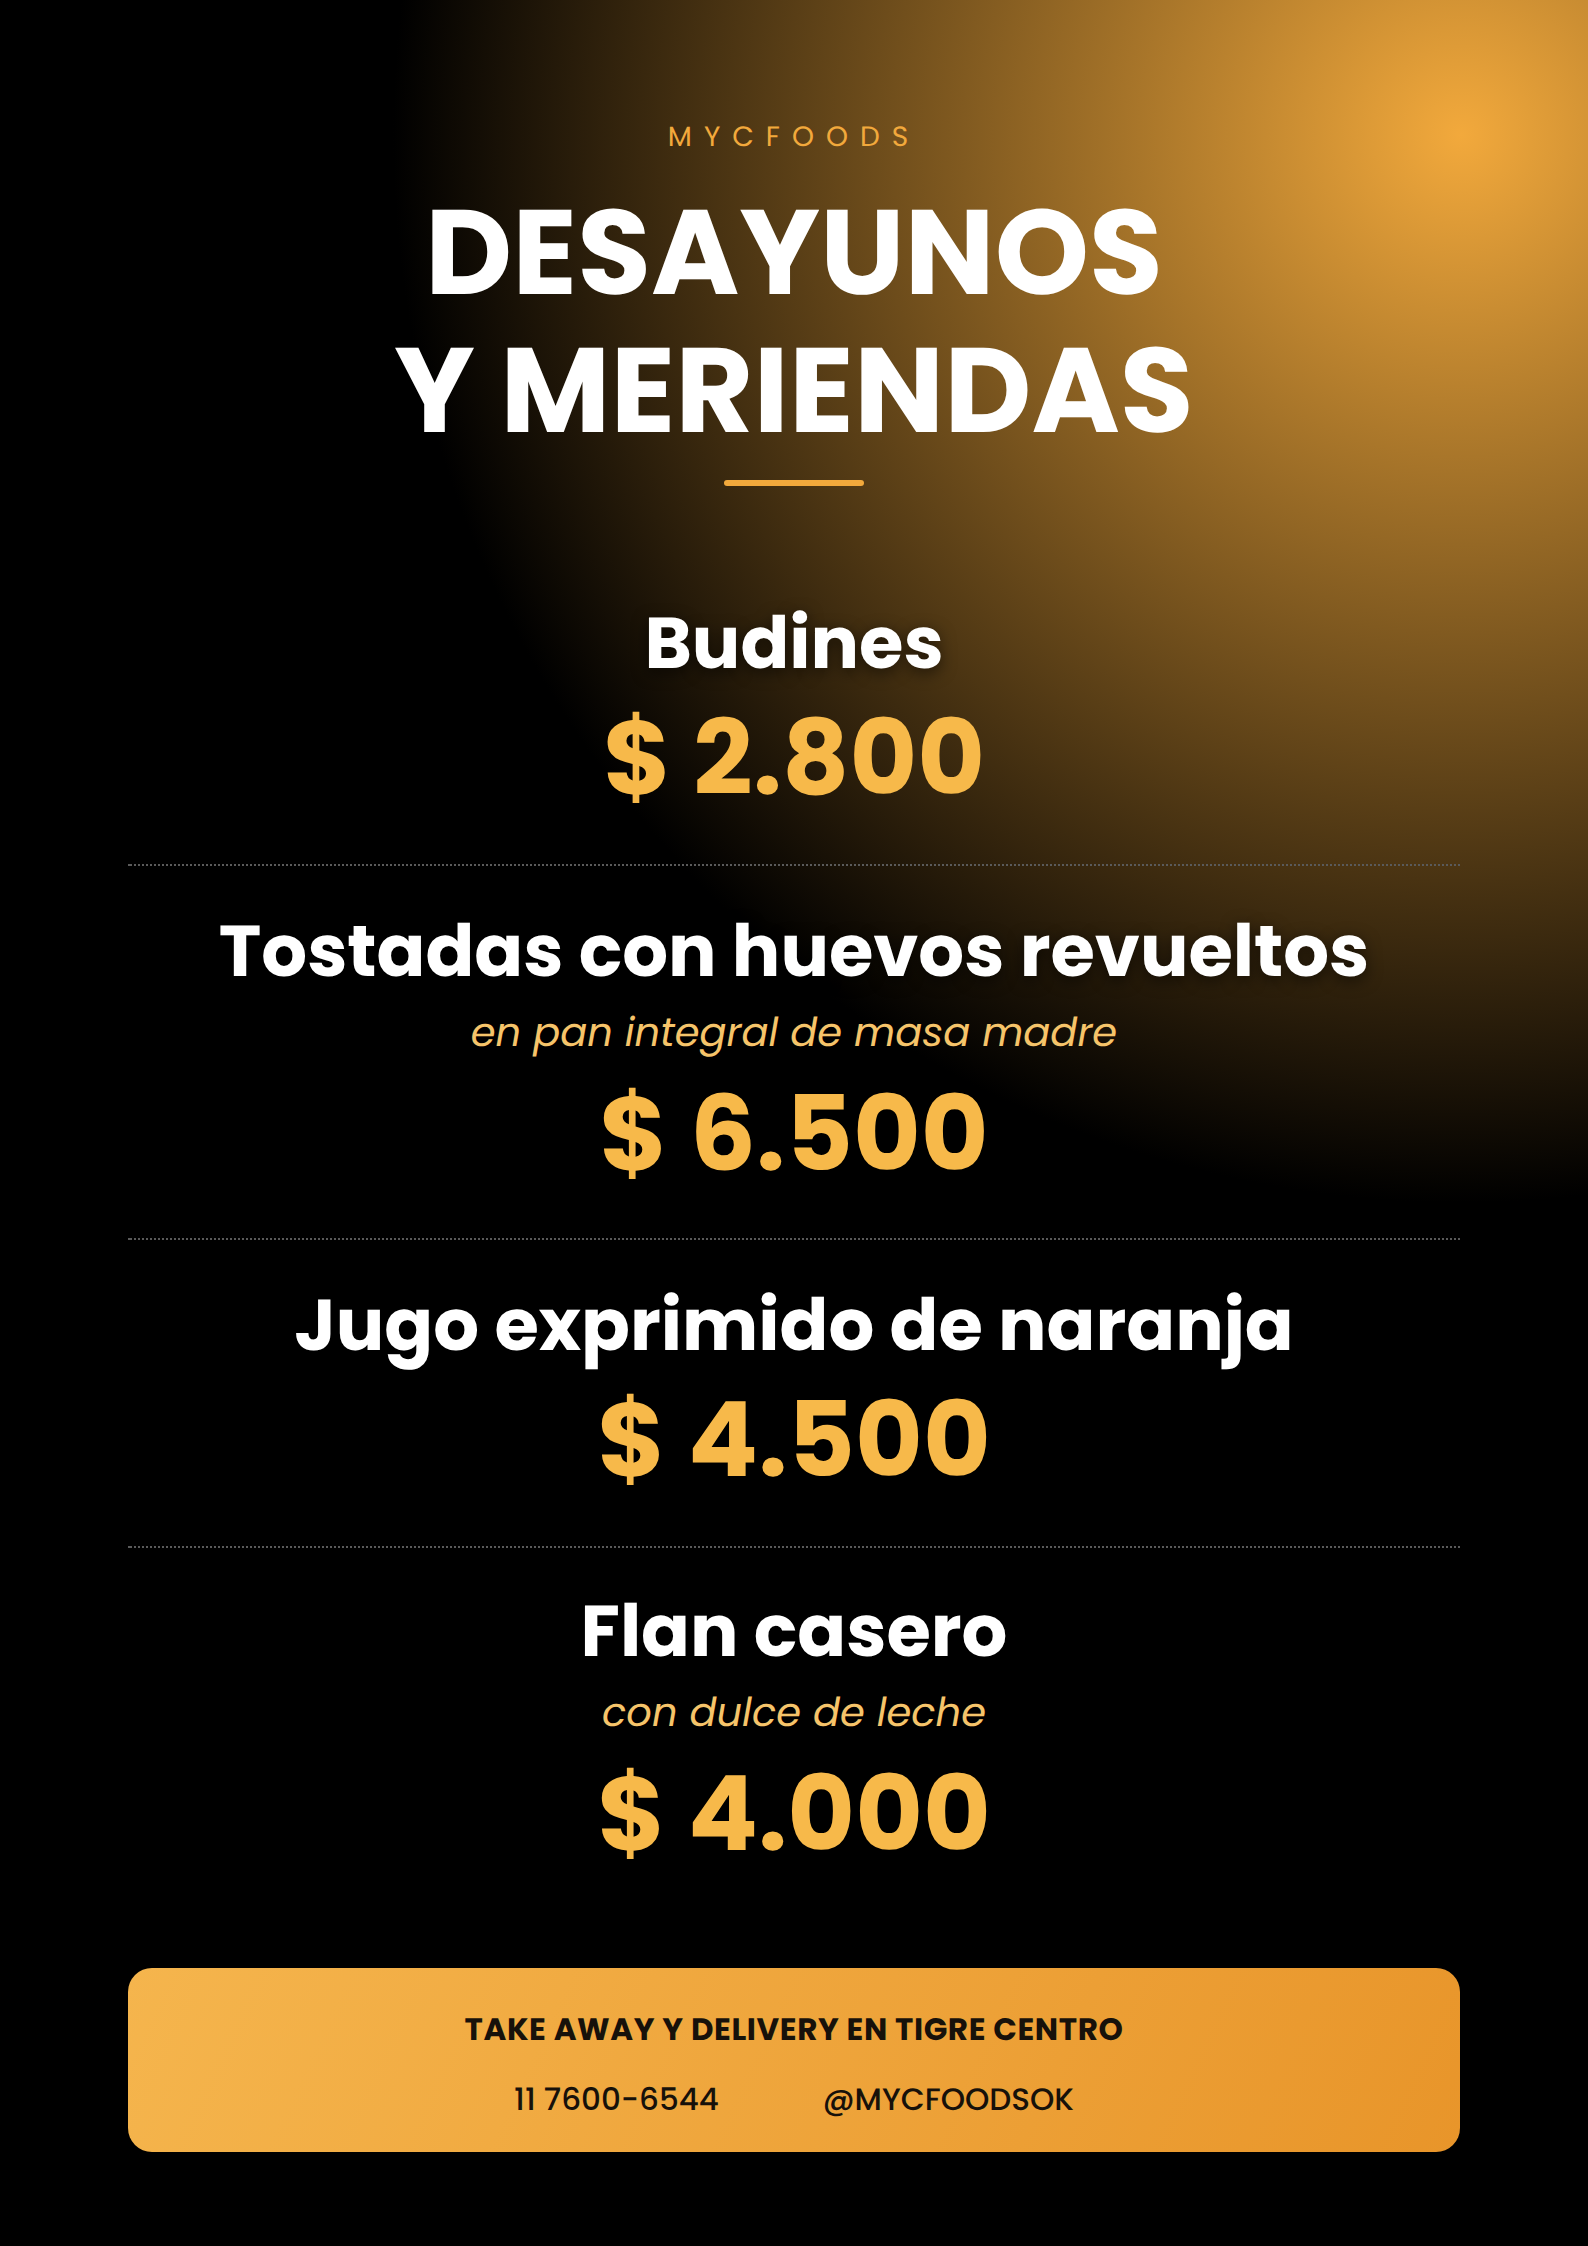 MYCFOODS
DESAYUNOS
Y MERIENDAS
Budines
$ 2.800
Tostadas con huevos revueltos
en pan integral de masa madre
$ 6.500
Jugo exprimido de naranja
$ 4.500
Flan casero
con dulce de leche
$ 4.000
TAKE AWAY Y DELIVERY EN TIGRE CENTRO
11 7600-6544 @MYCFOODSOK